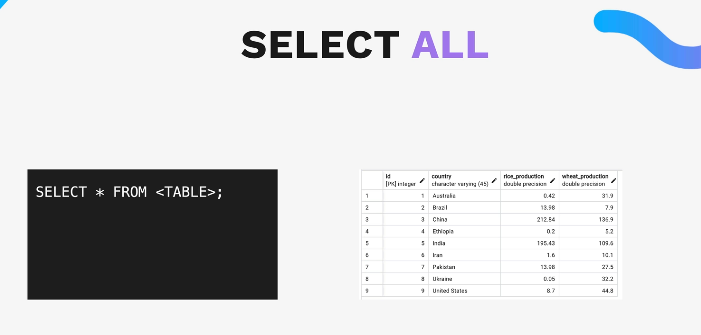 SELECT ALL
SELECT * FROM <TABLE>;
id country rice_production wheat_production
[PK] integer character varying (45) double precision double precision
1 1 Australia 0.42 31.9
2 2 Brazil 13.98 7.9
3 3 China 212.84 136.9
4 4 Ethiopia 0.2 5.2
5 5 India 195.43 109.6
6 6 Iran 1.6 10.1
7 7 Pakistan 13.98 27.5
8 8 Ukraine 0.05 32.2
9 9 United States 8.7 44.8